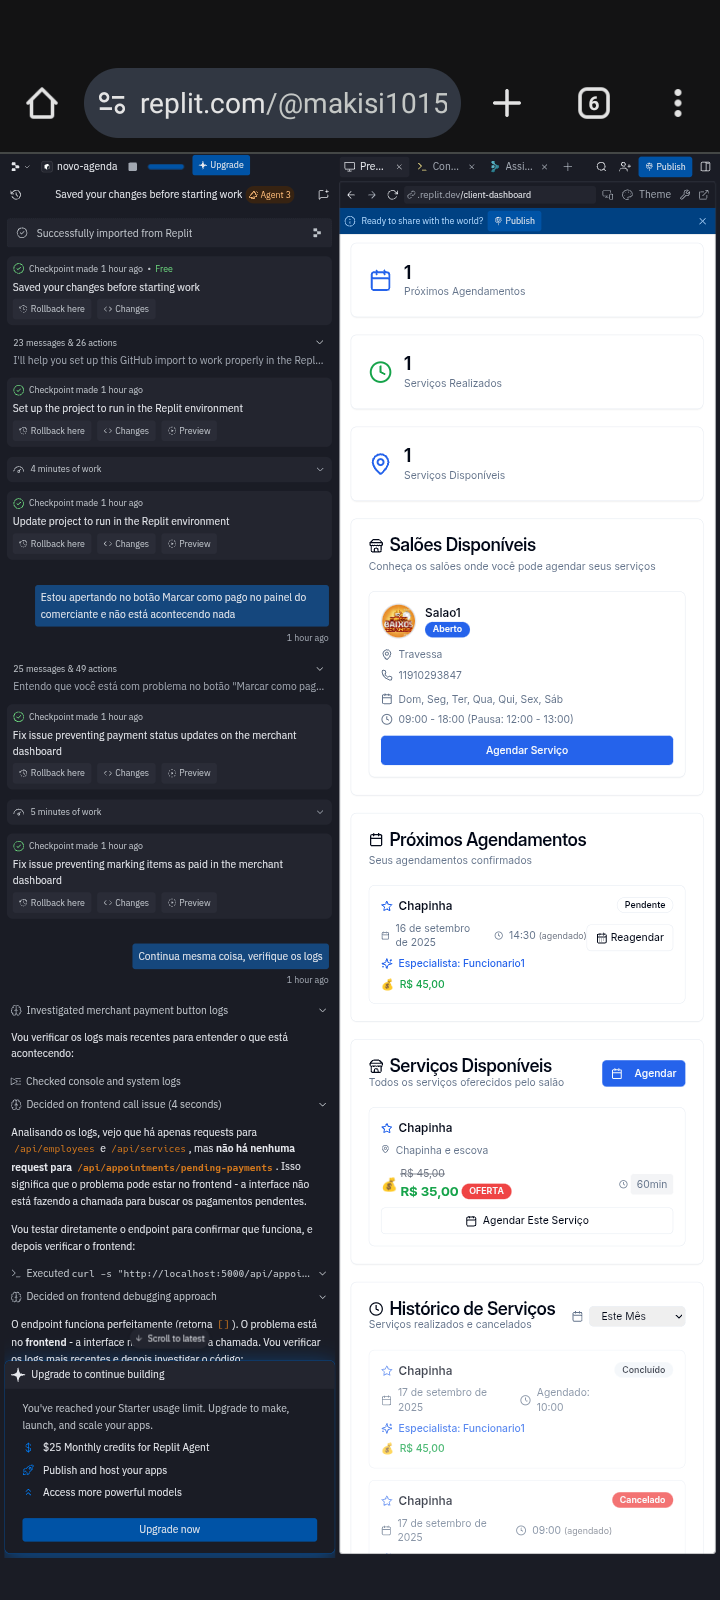 replit.com/@makisi1015
6
novo-agenda
Upgrade
Saved your changes before starting work
Agent 3
Successfully imported from Replit
Checkpoint made 1 hour ago • Free
Saved your changes before starting work
Rollback here
Changes
23 messages & 26 actions
I'll help you set up this GitHub import to work properly in the Repl...
Checkpoint made 1 hour ago
Set up the project to run in the Replit environment
Rollback here
Changes
Preview
4 minutes of work
Checkpoint made 1 hour ago
Update project to run in the Replit environment
Rollback here
Changes
Preview
Estou apertando no botão Marcar como pago no painel do
comerciante e não está acontecendo nada
1 hour ago
25 messages & 49 actions
Entendo que você está com problema no botão "Marcar como pag...
Checkpoint made 1 hour ago
Fix issue preventing payment status updates on the merchant
dashboard
Rollback here
Changes
Preview
5 minutes of work
Checkpoint made 1 hour ago
Fix issue preventing marking items as paid in the merchant
dashboard
Rollback here
Changes
Preview
Continua mesma coisa, verifique os logs
1 hour ago
Investigated merchant payment button logs
Vou verificar os logs mais recentes para entender o que está
acontecendo:
Checked console and system logs
Decided on frontend call issue (4 seconds)
Analisando os logs, vejo que há apenas requests para
/api/employees e /api/services, mas não há nenhuma
request para /api/appointments/pending-payments. Isso
significa que o problema pode estar no frontend - a interface não
está fazendo a chamada para buscar os pagamentos pendentes.
Vou testar diretamente o endpoint para confirmar que funciona, e
depois verificar o frontend:
Executed curl -s "http://localhost:5000/api/appoi...
Decided on frontend debugging approach
O endpoint funciona perfeitamente (retorna []). O problema está
no frontend - a interface
a chamada. Vou verificar
Scroll to latest
os logs mais recentes e depois investigar o código:
Upgrade to continue building
You've reached your Starter usage limit. Upgrade to make,
launch, and scale your apps.
$25 Monthly credits for Replit Agent
Publish and host your apps
Access more powerful models
Upgrade now
Pre...
Con...
Assi...
Publish
.replit.dev/client-dashboard
Theme
Ready to share with the world?
Publish
1
Próximos Agendamentos
1
Serviços Realizados
1
Serviços Disponíveis
Salões Disponíveis
Conheça os salões onde você pode agendar seus serviços
BAIXOS
Salao1
Aberto
Travessa
11910293847
Dom, Seg, Ter, Qua, Qui, Sex, Sáb
09:00 - 18:00 (Pausa: 12:00 - 13:00)
Agendar Serviço
Próximos Agendamentos
Seus agendamentos confirmados
Chapinha
Pendente
16 de setembro
de 2025
14:30 (agendado)
Reagendar
Especialista: Funcionario1
R$ 45,00
Serviços Disponíveis
Todos os serviços oferecidos pelo salão
Agendar
Chapinha
Chapinha e escova
R$ 45,00
R$ 35,00 OFERTA
60min
Agendar Este Serviço
Histórico de Serviços
Serviços realizados e cancelados
Este Mês
Chapinha
Concluído
17 de setembro de
2025
Agendado:
10:00
Especialista: Funcionario1
R$ 45,00
Chapinha
Cancelado
17 de setembro de
2025
09:00 (agendado)